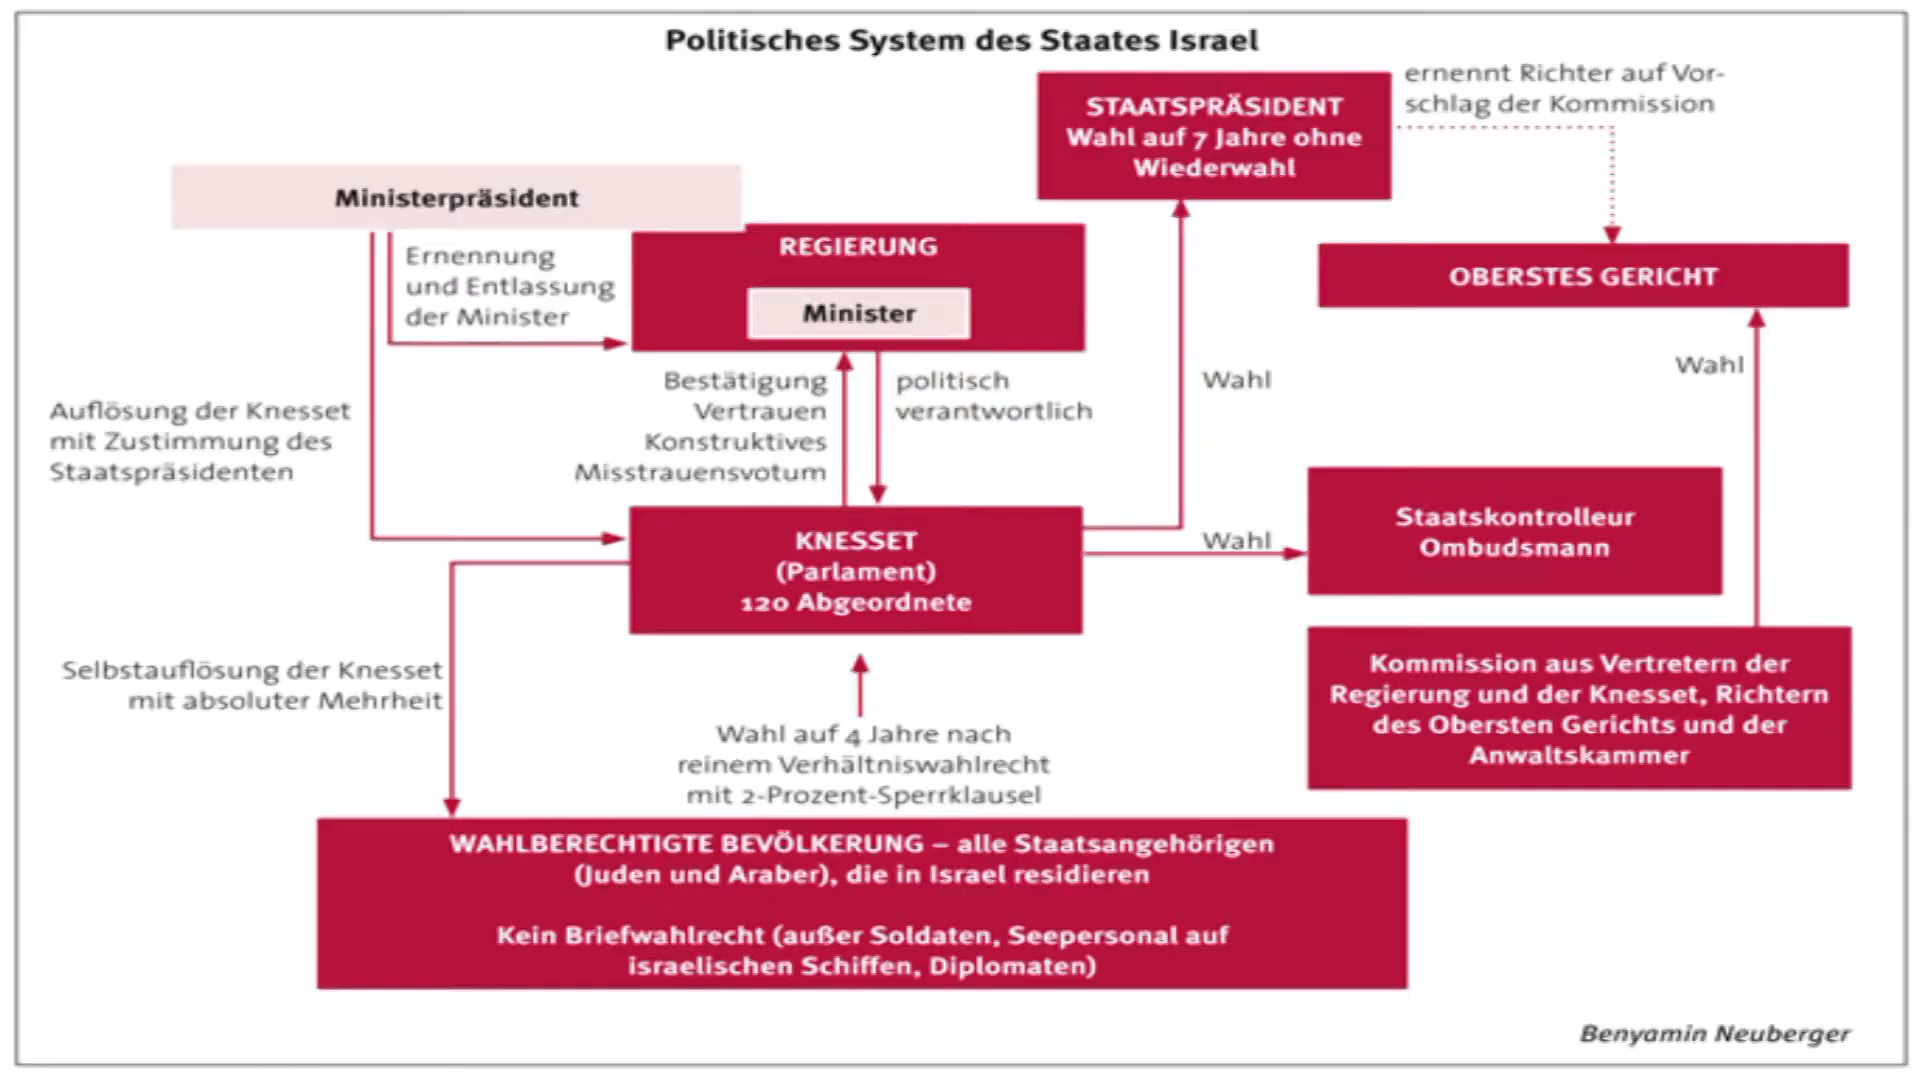 Politisches System des Staates Israel
STAATSPRÄSIDENT
Wahl auf 7 Jahre ohne
Wiederwahl
ernennt Richter auf Vor-
schlag der Kommission
Ministerpräsident
Ernennung
und Entlassung
der Minister
REGIERUNG
Minister
OBERSTES GERICHT
Auflösung der Knesset
mit Zustimmung des
Staatspräsidenten
Bestätigung
Vertrauen
Konstruktives
Misstrauensvotum
politisch
verantwortlich
Wahl
Wahl
KNESSET
(Parlament)
120 Abgeordnete
Wahl
Staatskontrolleur
Ombudsmann
Selbstauflösung der Knesset
mit absoluter Mehrheit
Wahl auf 4 Jahre nach
reinem Verhältniswahlrecht
mit 2-Prozent-Sperrklausel
Kommission aus Vertretern der
Regierung und der Knesset, Richtern
des Obersten Gerichts und der
Anwaltskammer
WAHLBERECHTIGTE BEVÖLKERUNG – alle Staatsangehörigen
(Juden und Araber), die in Israel residieren
Kein Briefwahlrecht (außer Soldaten, Seepersonal auf
israelischen Schiffen, Diplomaten)
Benyamin Neuberger